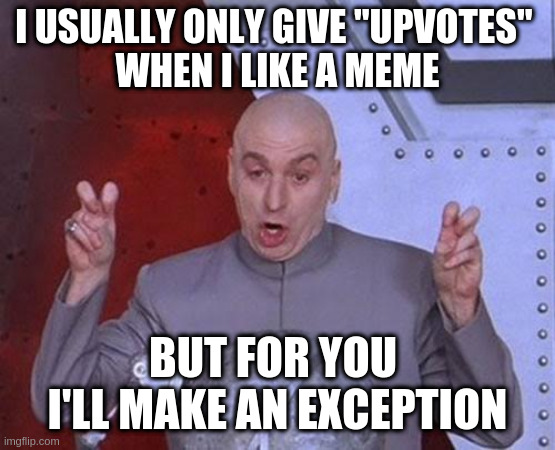 I USUALLY ONLY GIVE "UPVOTES"
WHEN I LIKE A MEME
BUT FOR YOU
I'LL MAKE AN EXCEPTION
imgflip.com